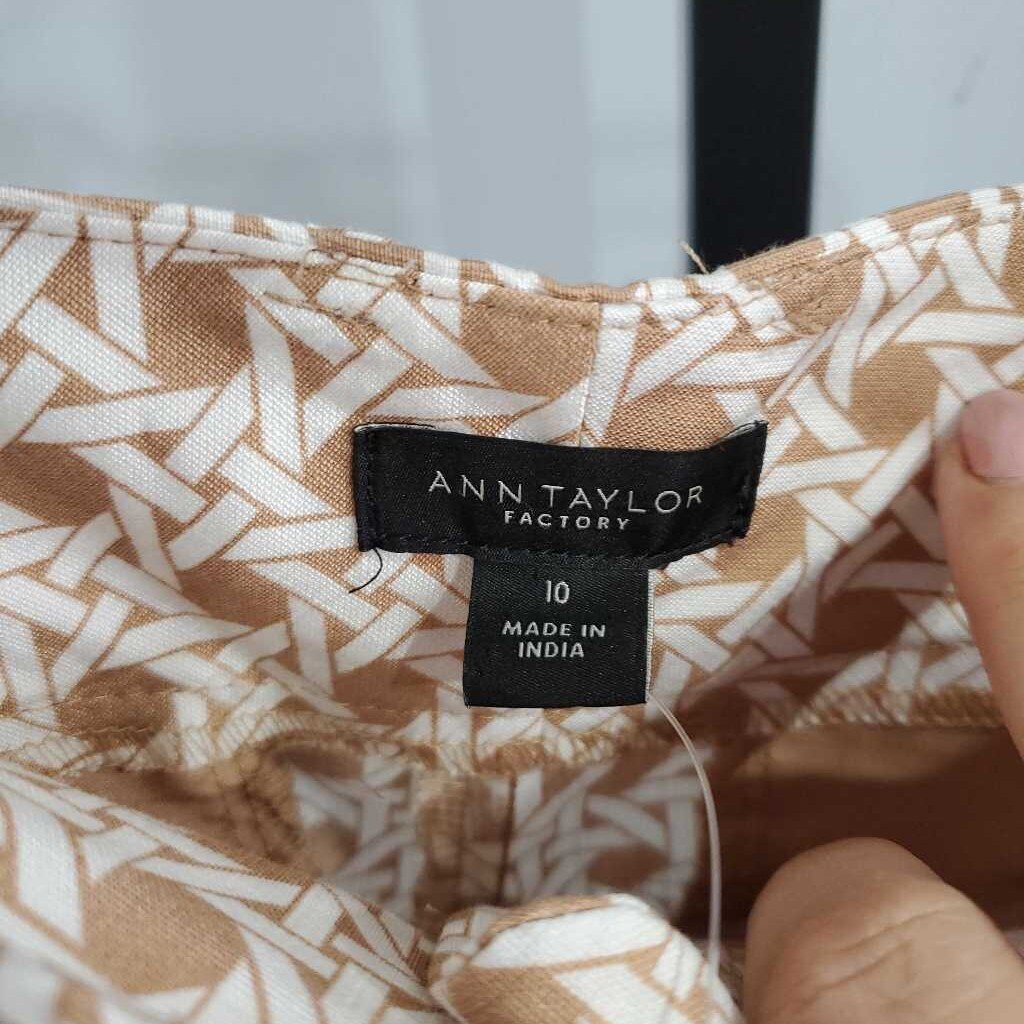 ANN TAYLOR
FACTORY
10
MADE IN
INDIA